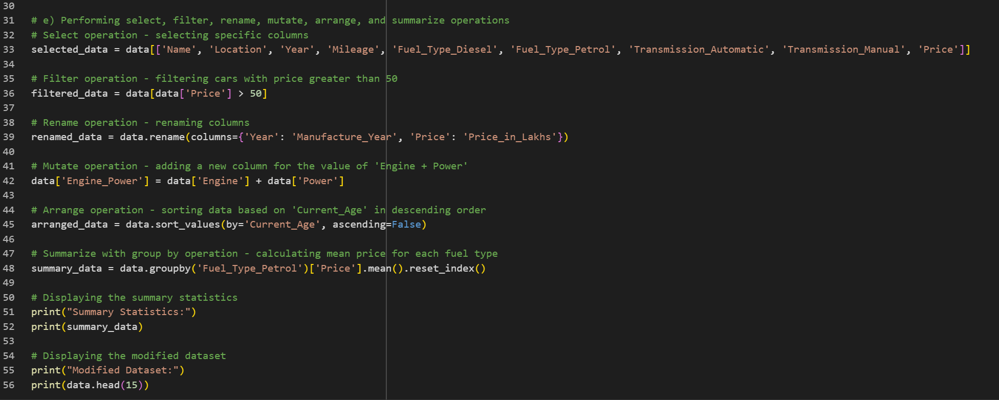 30
31 # e) Performing select, filter, rename, mutate, arrange, and summarize operations
32 # Select operation - selecting specific columns
33 selected_data = data[['Name', 'Location', 'Year', 'Mileage', 'Fuel_Type_Diesel', 'Fuel_Type_Petrol', 'Transmission_Automatic', 'Transmission_Manual', 'Price']]
34
35 # Filter operation - filtering cars with price greater than 50
36 filtered_data = data[data['Price'] > 50]
37
38 # Rename operation - renaming columns
39 renamed_data = data.rename(columns={'Year': 'Manufacture_Year', 'Price': 'Price_in_Lakhs'})
40
41 # Mutate operation - adding a new column for the value of 'Engine + Power'
42 data['Engine_Power'] = data['Engine'] + data['Power']
43
44 # Arrange operation - sorting data based on 'Current_Age' in descending order
45 arranged_data = data.sort_values(by='Current_Age', ascending=False)
46
47 # Summarize with group by operation - calculating mean price for each fuel type
48 summary_data = data.groupby('Fuel_Type_Petrol')['Price'].mean().reset_index()
49
50 # Displaying the summary statistics
51 print("Summary Statistics:")
52 print(summary_data)
53
54 # Displaying the modified dataset
55 print("Modified Dataset:")
56 print(data.head(15))